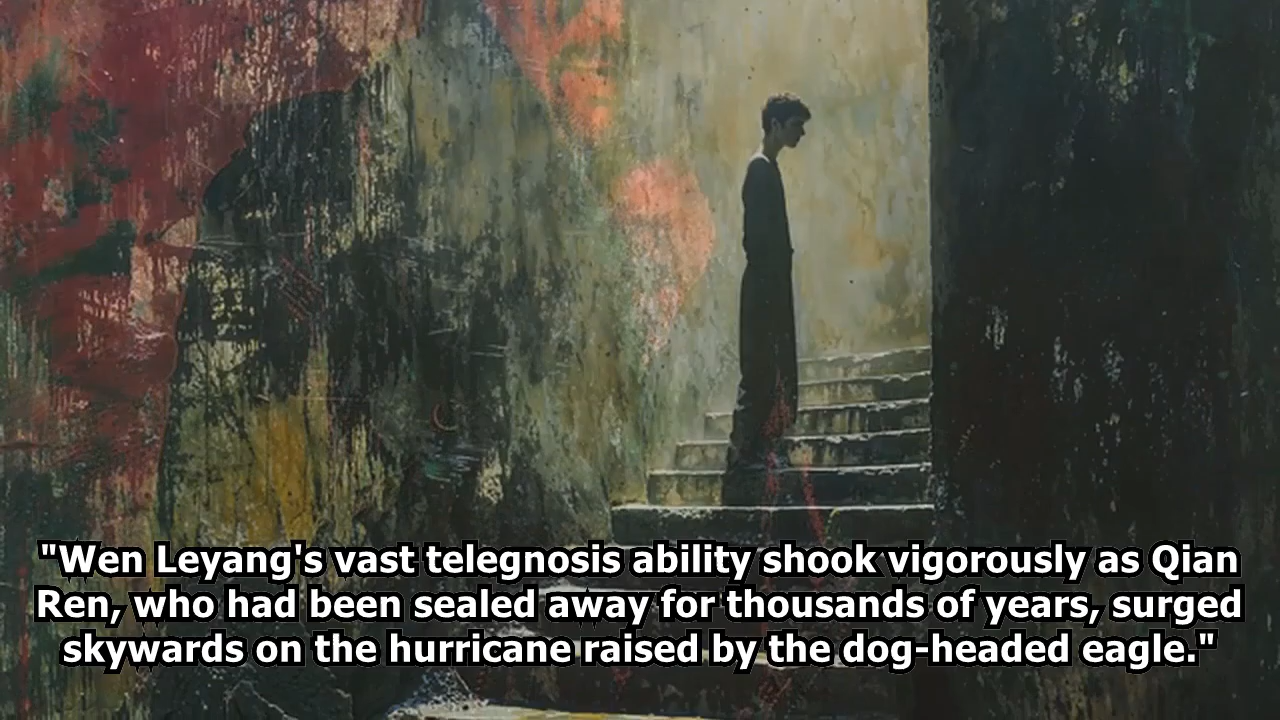 "Wen Leyang's vast telegnosis ability shook vigorously as Qian
Ren, who had been sealed away for thousands of years, surged
skywards on the hurricane raised by the dog-headed eagle."